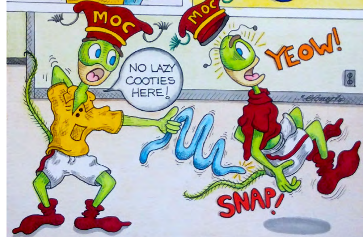 MOC
MOC
NO LAZY
COOTIES
HERE!
YEOW!
SNAP!